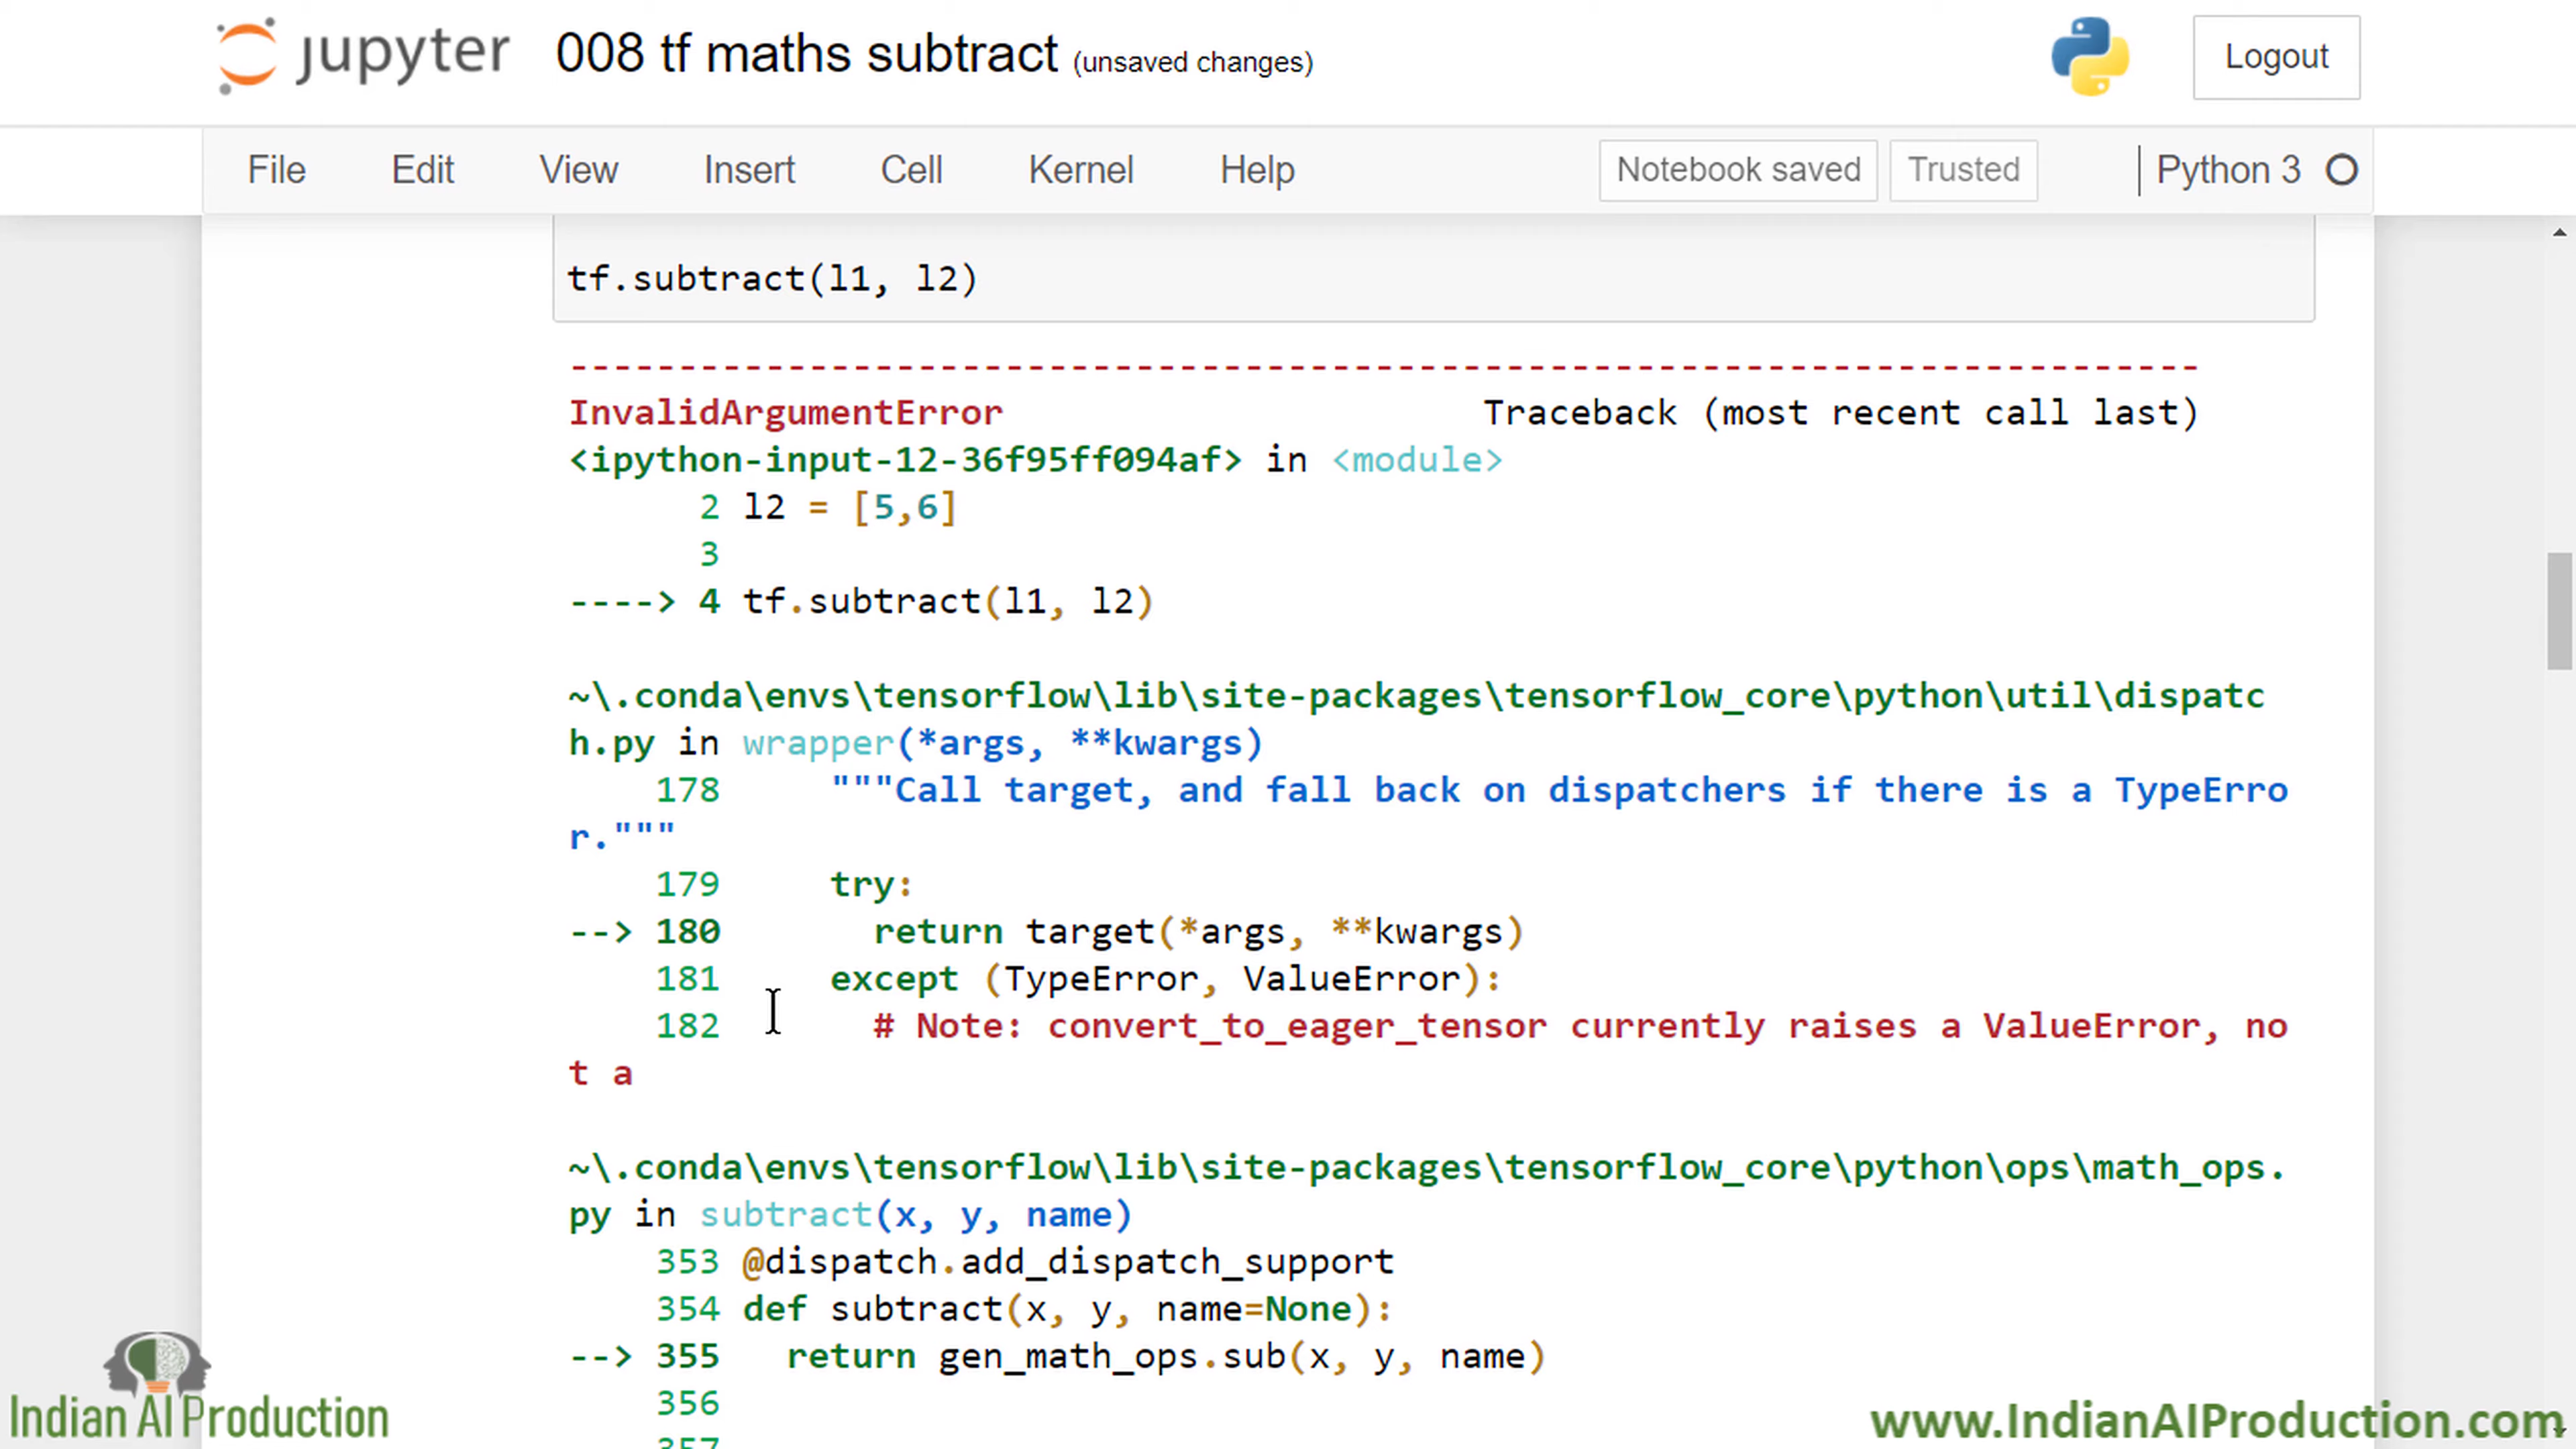 jupyter 008 tf maths subtract (unsaved changes) Logout
File Edit View Insert Cell Kernel Help Notebook saved Trusted Python 3
tf.subtract(l1, l2)
---------------------------------------------------------------------------
InvalidArgumentError Traceback (most recent call last)
<ipython-input-12-36f95ff094af> in <module>
2 l2 = [5,6]
3
----> 4 tf.subtract(l1, l2)
~\.conda\envs\tensorflow\lib\site-packages\tensorflow_core\python\util\dispatc
h.py in wrapper(*args, **kwargs)
178 """Call target, and fall back on dispatchers if there is a TypeErro
r."""
179 try:
--> 180 return target(*args, **kwargs)
181 except (TypeError, ValueError):
182 # Note: convert_to_eager_tensor currently raises a ValueError, no
t a
~\.conda\envs\tensorflow\lib\site-packages\tensorflow_core\python\ops\math_ops.
py in subtract(x, y, name)
353 @dispatch.add_dispatch_support
354 def subtract(x, y, name=None):
--> 355 return gen_math_ops.sub(x, y, name)
356
357
Indian AI Production
www.IndianAIProduction.com